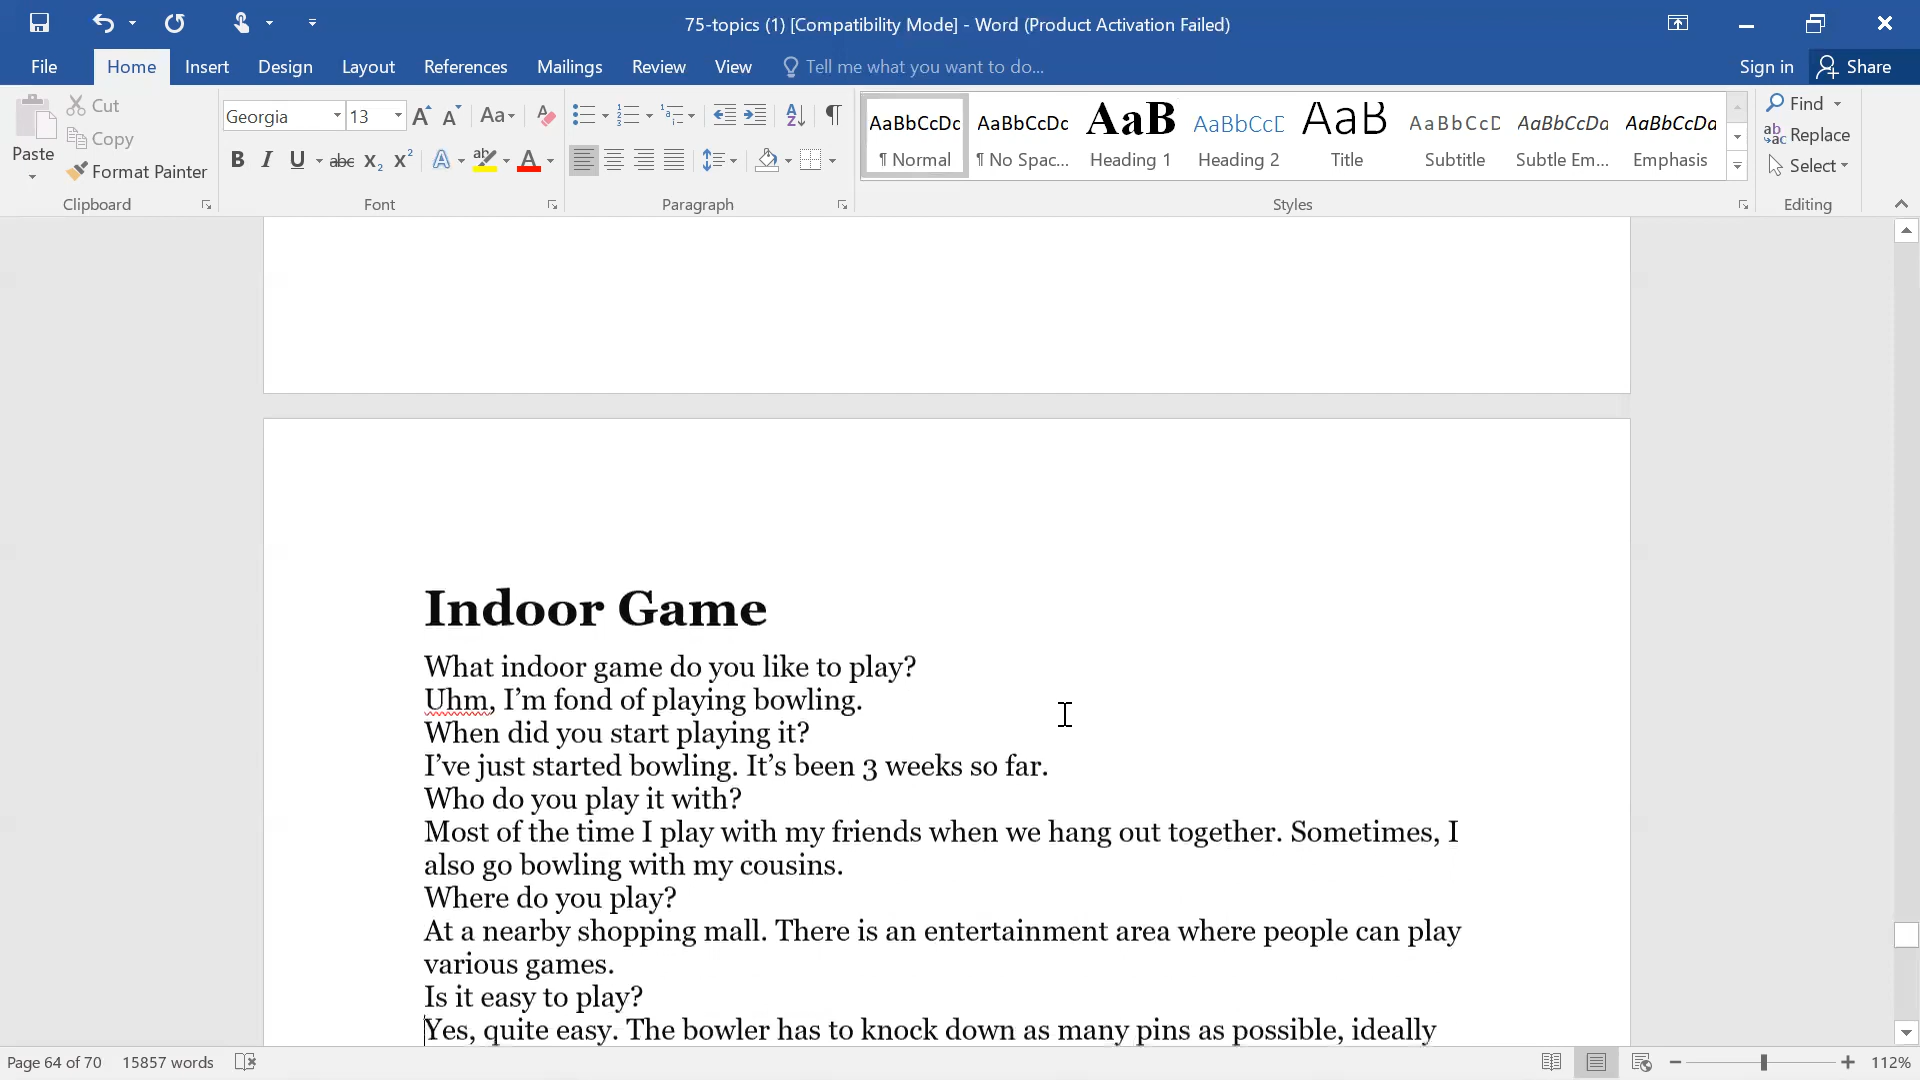 75-topics (1) [Compatibility Mode] - Word (Product Activation Failed)
File Home Insert Design Layout References Mailings Review View Tell me what you want to do... Sign in Share
Paste Cut Copy Format Painter Clipboard
Georgia 13 Aa B I U abc X₂ X² A ab A Font
Paragraph
AaBbCcDc ¶ Normal
AaBbCcDc ¶ No Spac...
AaB Heading 1
AaBbCcD Heading 2
AaB Title
AaBbCcD Subtitle
AaBbCcDa Subtle Em...
AaBbCcDa Emphasis
Styles
Find Replace Select Editing
Indoor Game
What indoor game do you like to play?
Uhm, I’m fond of playing bowling.
When did you start playing it?
I’ve just started bowling. It’s been 3 weeks so far.
Who do you play it with?
Most of the time I play with my friends when we hang out together. Sometimes, I
also go bowling with my cousins.
Where do you play?
At a nearby shopping mall. There is an entertainment area where people can play
various games.
Is it easy to play?
Yes, quite easy. The bowler has to knock down as many pins as possible, ideally
Page 64 of 70 15857 words 112%